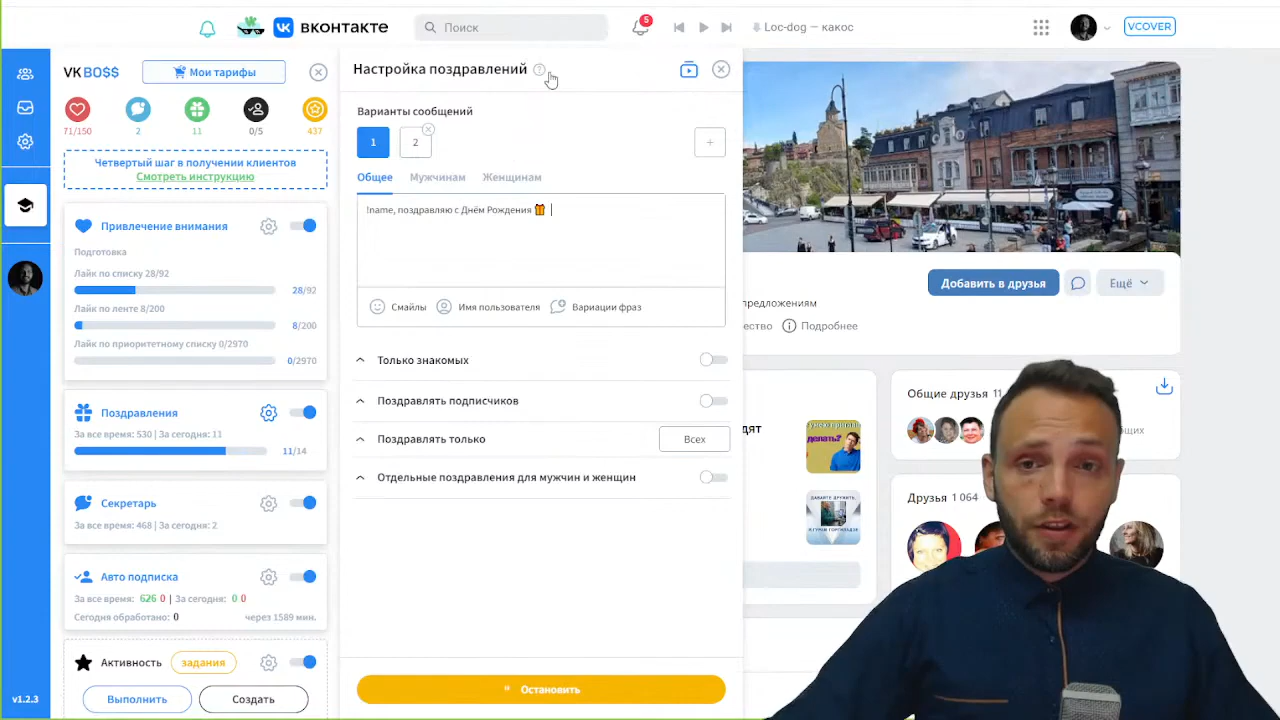 вконтакте
Поиск
5
Loc-dog — какос
VCOVER
VKBO$$
Мои тарифы
71/150
2
11
0/5
437
Четвертый шаг в получении клиентов
Смотреть инструкцию
Привлечение внимания
Подготовка
Лайк по списку 28/92
28/92
Лайк по ленте 8/200
8/200
Лайк по приоритетному списку 0/2970
0/2970
Поздравления
За все время: 530 | За сегодня: 11
11/14
Секретарь
За все время: 468 | За сегодня: 2
Авто подписка
За все время: 626 0 | За сегодня: 0 0
Сегодня обработано: 0
через 1589 мин.
Активность
задания
Выполнить
Создать
v1.2.3
Настройка поздравлений
Варианты сообщений
1
2
+
Общее
Мужчинам
Женщинам
!name, поздравляю с Днём Рождения 🎁
Смайлы
Имя пользователя
Вариации фраз
Только знакомых
Поздравлять подписчиков
Поздравлять только
Всех
Отдельные поздравления для мужчин и женщин
Остановить
Добавить в друзья
Ещё
предложениям
ество
Подробнее
Общие друзья 11
щих
дят
делать?
Друзья 1 064